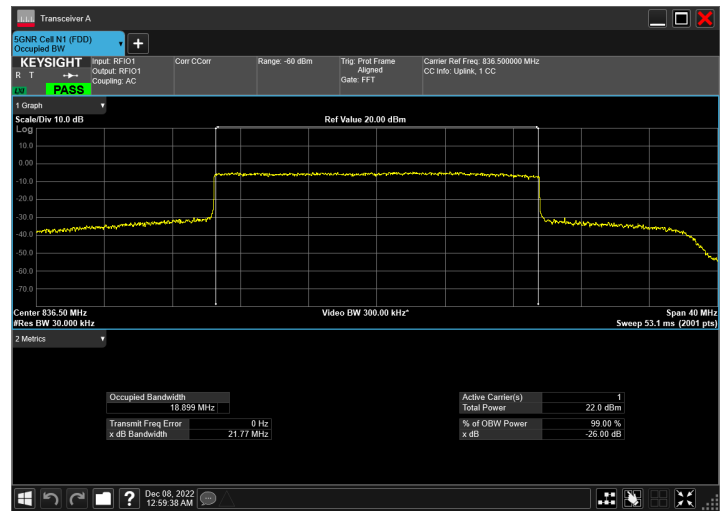 Transceiver A
5GNR Cell N1 (FDD)
Occupied BW
KEYSIGHT
R T
LNI
PASS
Input: RFIO1
Output: RFIO1
Coupling: AC
Corr CCorr
Range: -60 dBm
Trig: Prot Frame
Aligned
Gate: FFT
Carrier Ref Freq: 836.500000 MHz
CC Info: Uplink, 1 CC
1 Graph
Scale/Div 10.0 dB
Ref Value 20.00 dBm
Log
10.0
0.00
-10.0
-20.0
-30.0
-40.0
-50.0
-60.0
-70.0
Center 836.50 MHz
Video BW 300.00 kHz*
Span 40 MHz
#Res BW 30.000 kHz
Sweep 53.1 ms (2001 pts)
2 Metrics
Occupied Bandwidth
18.899 MHz
Transmit Freq Error 0 Hz
x dB Bandwidth 21.77 MHz
Active Carrier(s) 1
Total Power 22.0 dBm
% of OBW Power 99.00 %
x dB -26.00 dB
Dec 08, 2022
12:59:38 AM